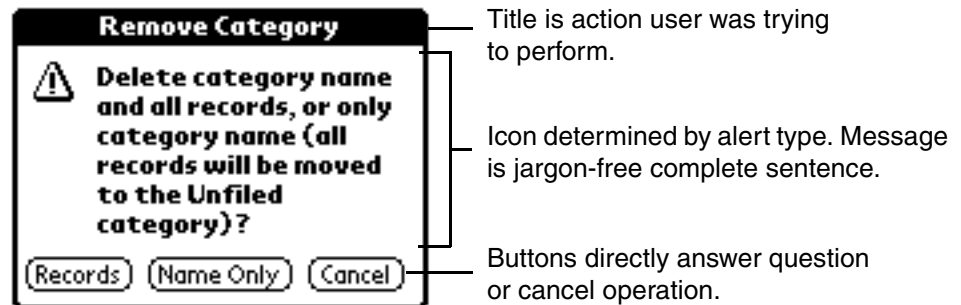 Remove Category
Delete category name
and all records, or only
category name (all
records will be moved
to the Unfiled
category)?
Records Name Only Cancel
Title is action user was trying
to perform.
Icon determined by alert type. Message
is jargon-free complete sentence.
Buttons directly answer question
or cancel operation.